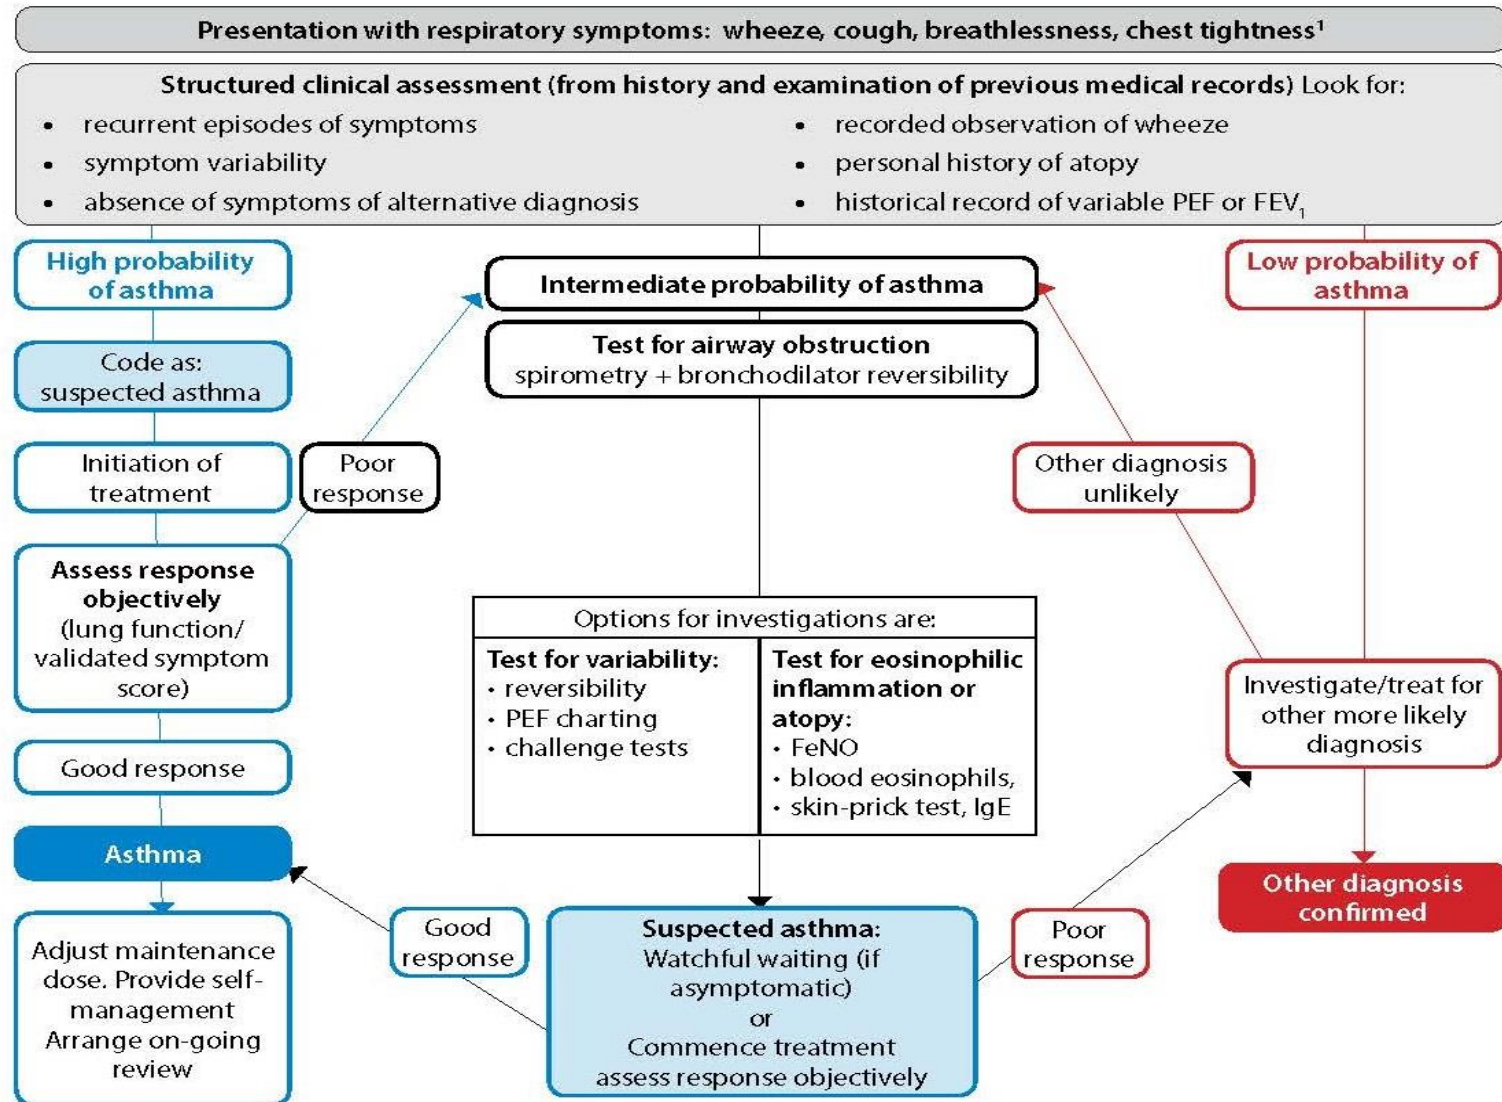 Presentation with respiratory symptoms: wheeze, cough, breathlessness, chest tightness¹
Structured clinical assessment (from history and examination of previous medical records) Look for:
• recurrent episodes of symptoms
• symptom variability
• absence of symptoms of alternative diagnosis
• recorded observation of wheeze
• personal history of atopy
• historical record of variable PEF or FEV₁
High probability
of asthma
Code as:
suspected asthma
Initiation of
treatment
Assess response
objectively
(lung function/
validated symptom
score)
Good response
Asthma
Adjust maintenance
dose. Provide self-
management
Arrange on-going
review
Poor
response
Intermediate probability of asthma
Test for airway obstruction
spirometry + bronchodilator reversibility
Options for investigations are:
Test for variability:
• reversibility
• PEF charting
• challenge tests
Test for eosinophilic
inflammation or
atopy:
• FeNO
• blood eosinophils,
• skin-prick test, IgE
Good
response
Suspected asthma:
Watchful waiting (if
asymptomatic)
or
Commence treatment
assess response objectively
Poor
response
Low probability of
asthma
Other diagnosis
unlikely
Investigate/treat for
other more likely
diagnosis
Other diagnosis
confirmed